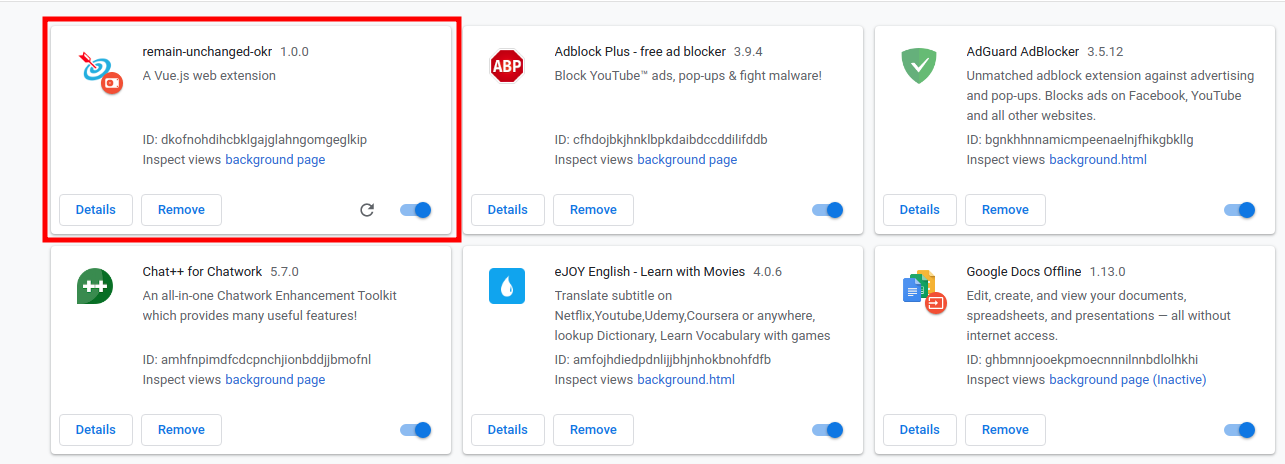 remain-unchanged-okr 1.0.0
A Vue.js web extension
ID: dkofnohdihcbklgajglahngomgeglkip
Inspect views background page
Details Remove
ABP
Adblock Plus - free ad blocker 3.9.4
Block YouTube™ ads, pop-ups & fight malware!
ID: cfhdojbkjhnklbpkdaibdccddilifddb
Inspect views background page
Details Remove
AdGuard AdBlocker 3.5.12
Unmatched adblock extension against advertising
and pop-ups. Blocks ads on Facebook, YouTube
and all other websites.
ID: bgnkhhnnamicmpeenaelnjfhikgbkllg
Inspect views background.html
Details Remove
++
Chat++ for Chatwork 5.7.0
An all-in-one Chatwork Enhancement Toolkit
which provides many useful features!
ID: amhfnpimdfcdcpnchjionbddjjbmofnl
Inspect views background page
Details Remove
eJOY English - Learn with Movies 4.0.6
Translate subtitle on
Netflix,Youtube,Udemy,Coursera or anywhere,
lookup Dictionary, Learn Vocabulary with games
ID: amfojhdiedpdnlijjbhjnhokbnohfdfb
Inspect views background.html
Details Remove
Google Docs Offline 1.13.0
Edit, create, and view your documents,
spreadsheets, and presentations — all without
internet access.
ID: ghbmnnjooekpmoecnnnilnnbdlolhkhi
Inspect views background page (Inactive)
Details Remove